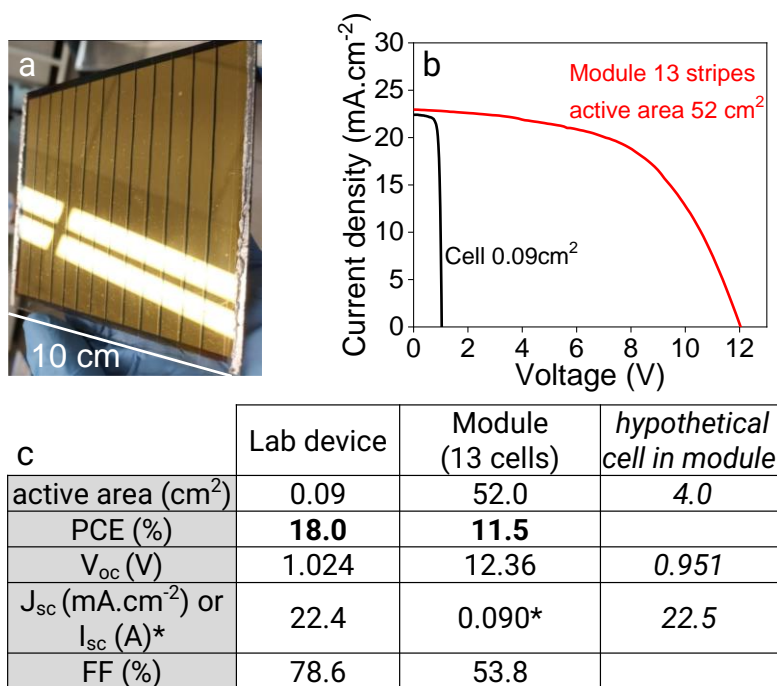 a
10 cm
b
30
25
20
15
10
5
0
Current density (mA.cm⁻²)
Module 13 stripes
active area 52 cm²
Cell 0.09cm²
0 2 4 6 8 10 12
Voltage (V)
c
Lab device Module (13 cells) hypothetical cell in module
active area (cm²) 0.09 52.0 4.0
PCE (%) 18.0 11.5
Voc (V) 1.024 12.36 0.951
Jsc (mA.cm⁻²) or Isc (A)* 22.4 0.090* 22.5
FF (%) 78.6 53.8